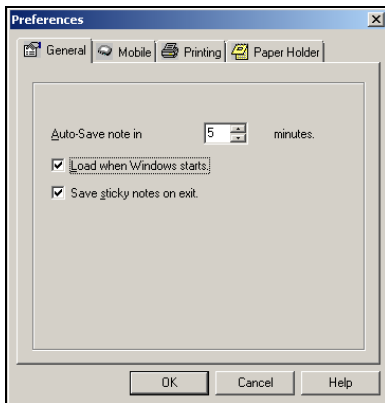 Preferences
General Mobile Printing Paper Holder
Auto-Save note in 5 minutes.
Load when Windows starts.
Save sticky notes on exit.
OK Cancel Help